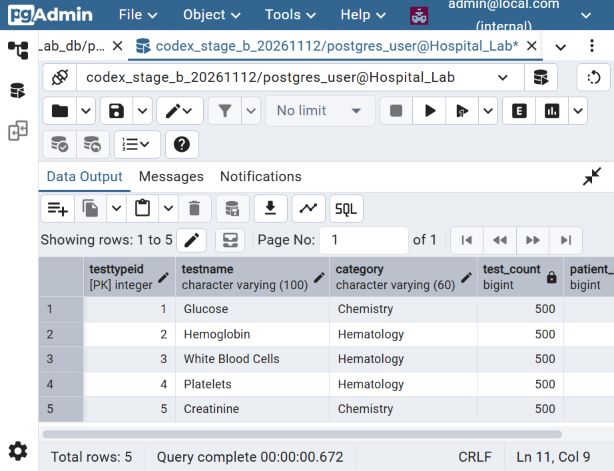 pgAdmin File Object Tools Help admin@local.com (internal)
_ab_db/p... codex_stage_b_20261112/postgres_user@Hospital_Lab*
codex_stage_b_20261112/postgres_user@Hospital_Lab
No limit E
Data Output Messages Notifications
SQL
Showing rows: 1 to 5 Page No: 1 of 1
testtypeid testname category test_count patient_
[PK] integer character varying (100) character varying (60) bigint bigint
1 1 Glucose Chemistry 500
2 2 Hemoglobin Hematology 500
3 3 White Blood Cells Hematology 500
4 4 Platelets Hematology 500
5 5 Creatinine Chemistry 500
Total rows: 5 Query complete 00:00:00.672 CRLF Ln 11, Col 9